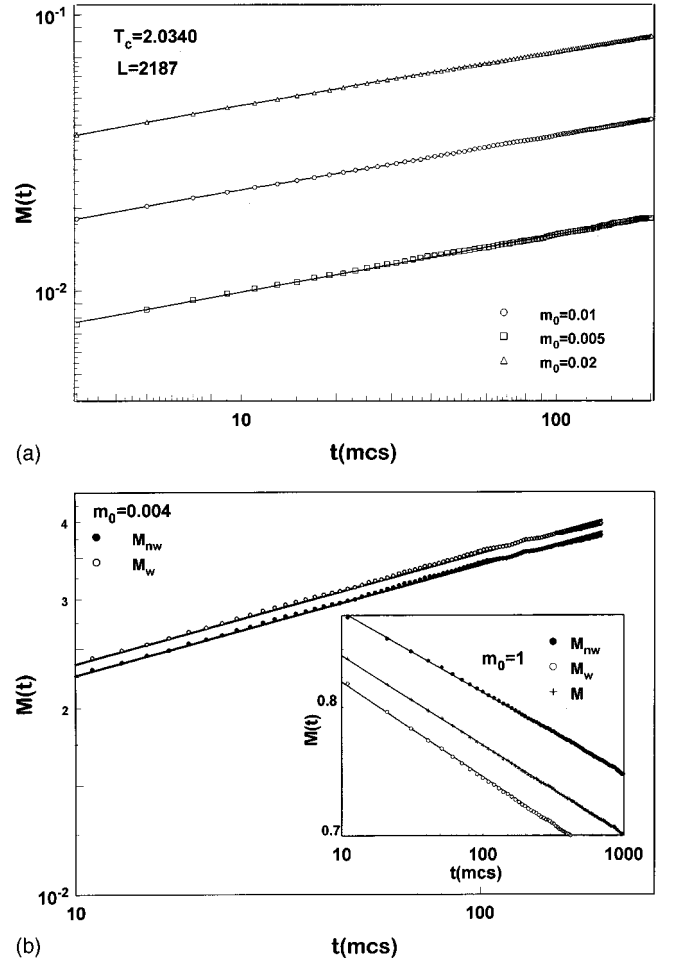 10^-1
T_c=2.0340
L=2187
M(t)
10^-2
m_0=0.01
m_0=0.005
m_0=0.02
10
100
t(mcs)
(a)
4
m_0=0.004
M_nw
M_w
3
M(t)
2
m_0=1
M_nw
M_w
M
0.8
M(t)
0.7
10
100
1000
t(mcs)
10^-2
10
100
t(mcs)
(b)